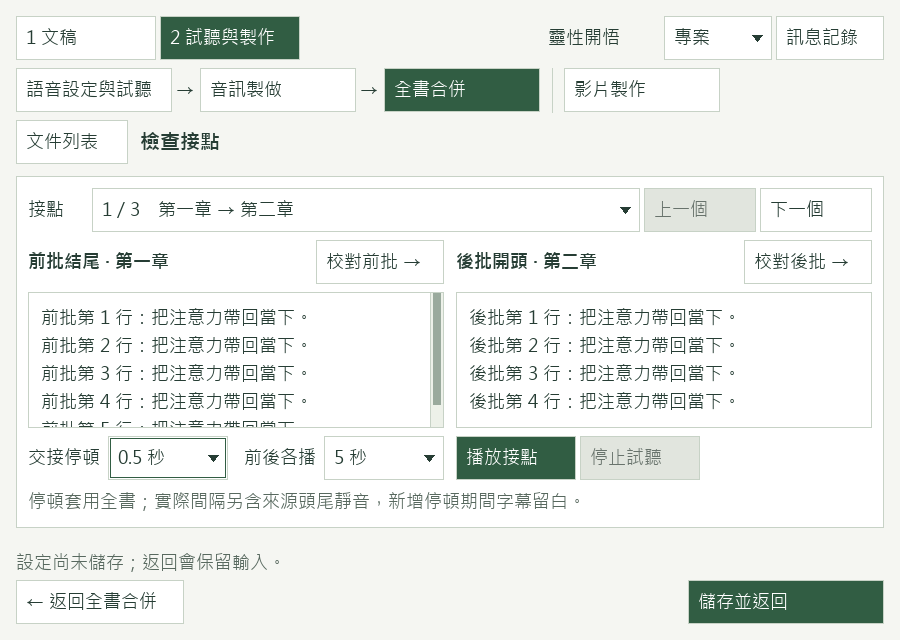 1 文稿 2 試聽與製作 靈性開悟 專案 訊息記錄
語音設定與試聽 → 音訊製做 → 全書合併 影片製作
文件列表 檢查接點
接點 1 / 3 第一章 → 第二章 上一個 下一個
前批結尾 · 第一章 校對前批 → 後批開頭 · 第二章 校對後批 →
前批第 1 行：把注意力帶回當下。
前批第 2 行：把注意力帶回當下。
前批第 3 行：把注意力帶回當下。
前批第 4 行：把注意力帶回當下。
前批第 5 行：把注意力帶回當下。
後批第 1 行：把注意力帶回當下。
後批第 2 行：把注意力帶回當下。
後批第 3 行：把注意力帶回當下。
後批第 4 行：把注意力帶回當下。
交接停頓 0.5 秒 前後各播 5 秒 播放接點 停止試聽
停頓套用全書；實際間隔另含來源頭尾靜音，新增停頓期間字幕留白。
設定尚未儲存；返回會保留輸入。
← 返回全書合併 儲存並返回